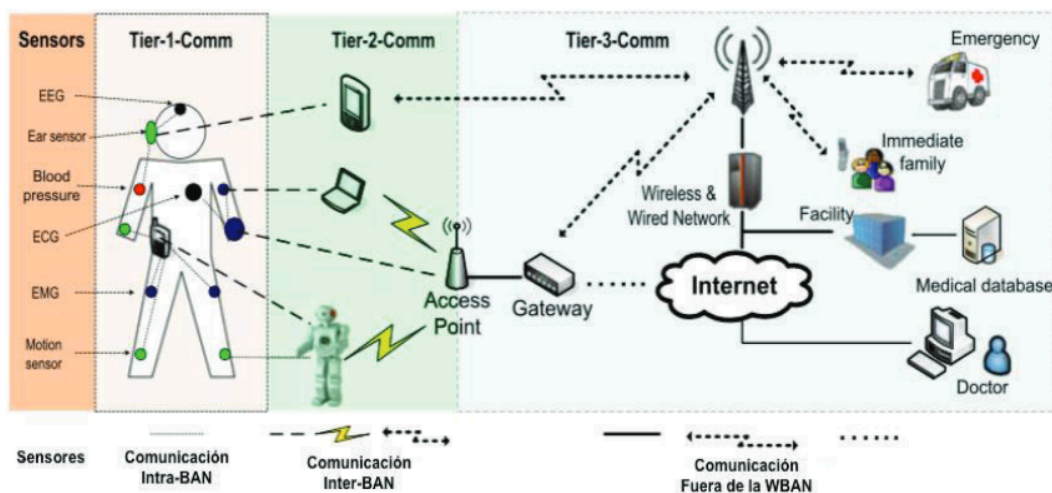 Sensors
Tier-1-Comm
Tier-2-Comm
Tier-3-Comm
Emergency
EEG
Ear sensor
Immediate
family
Blood
pressure
Wireless &
Wired Network
Facility
ECG
Internet
Medical database
EMG
Access
Point
Gateway
Motion
sensor
Doctor
Sensores
Comunicación
Intra-BAN
Comunicación
Inter-BAN
Comunicación
Fuera de la WBAN